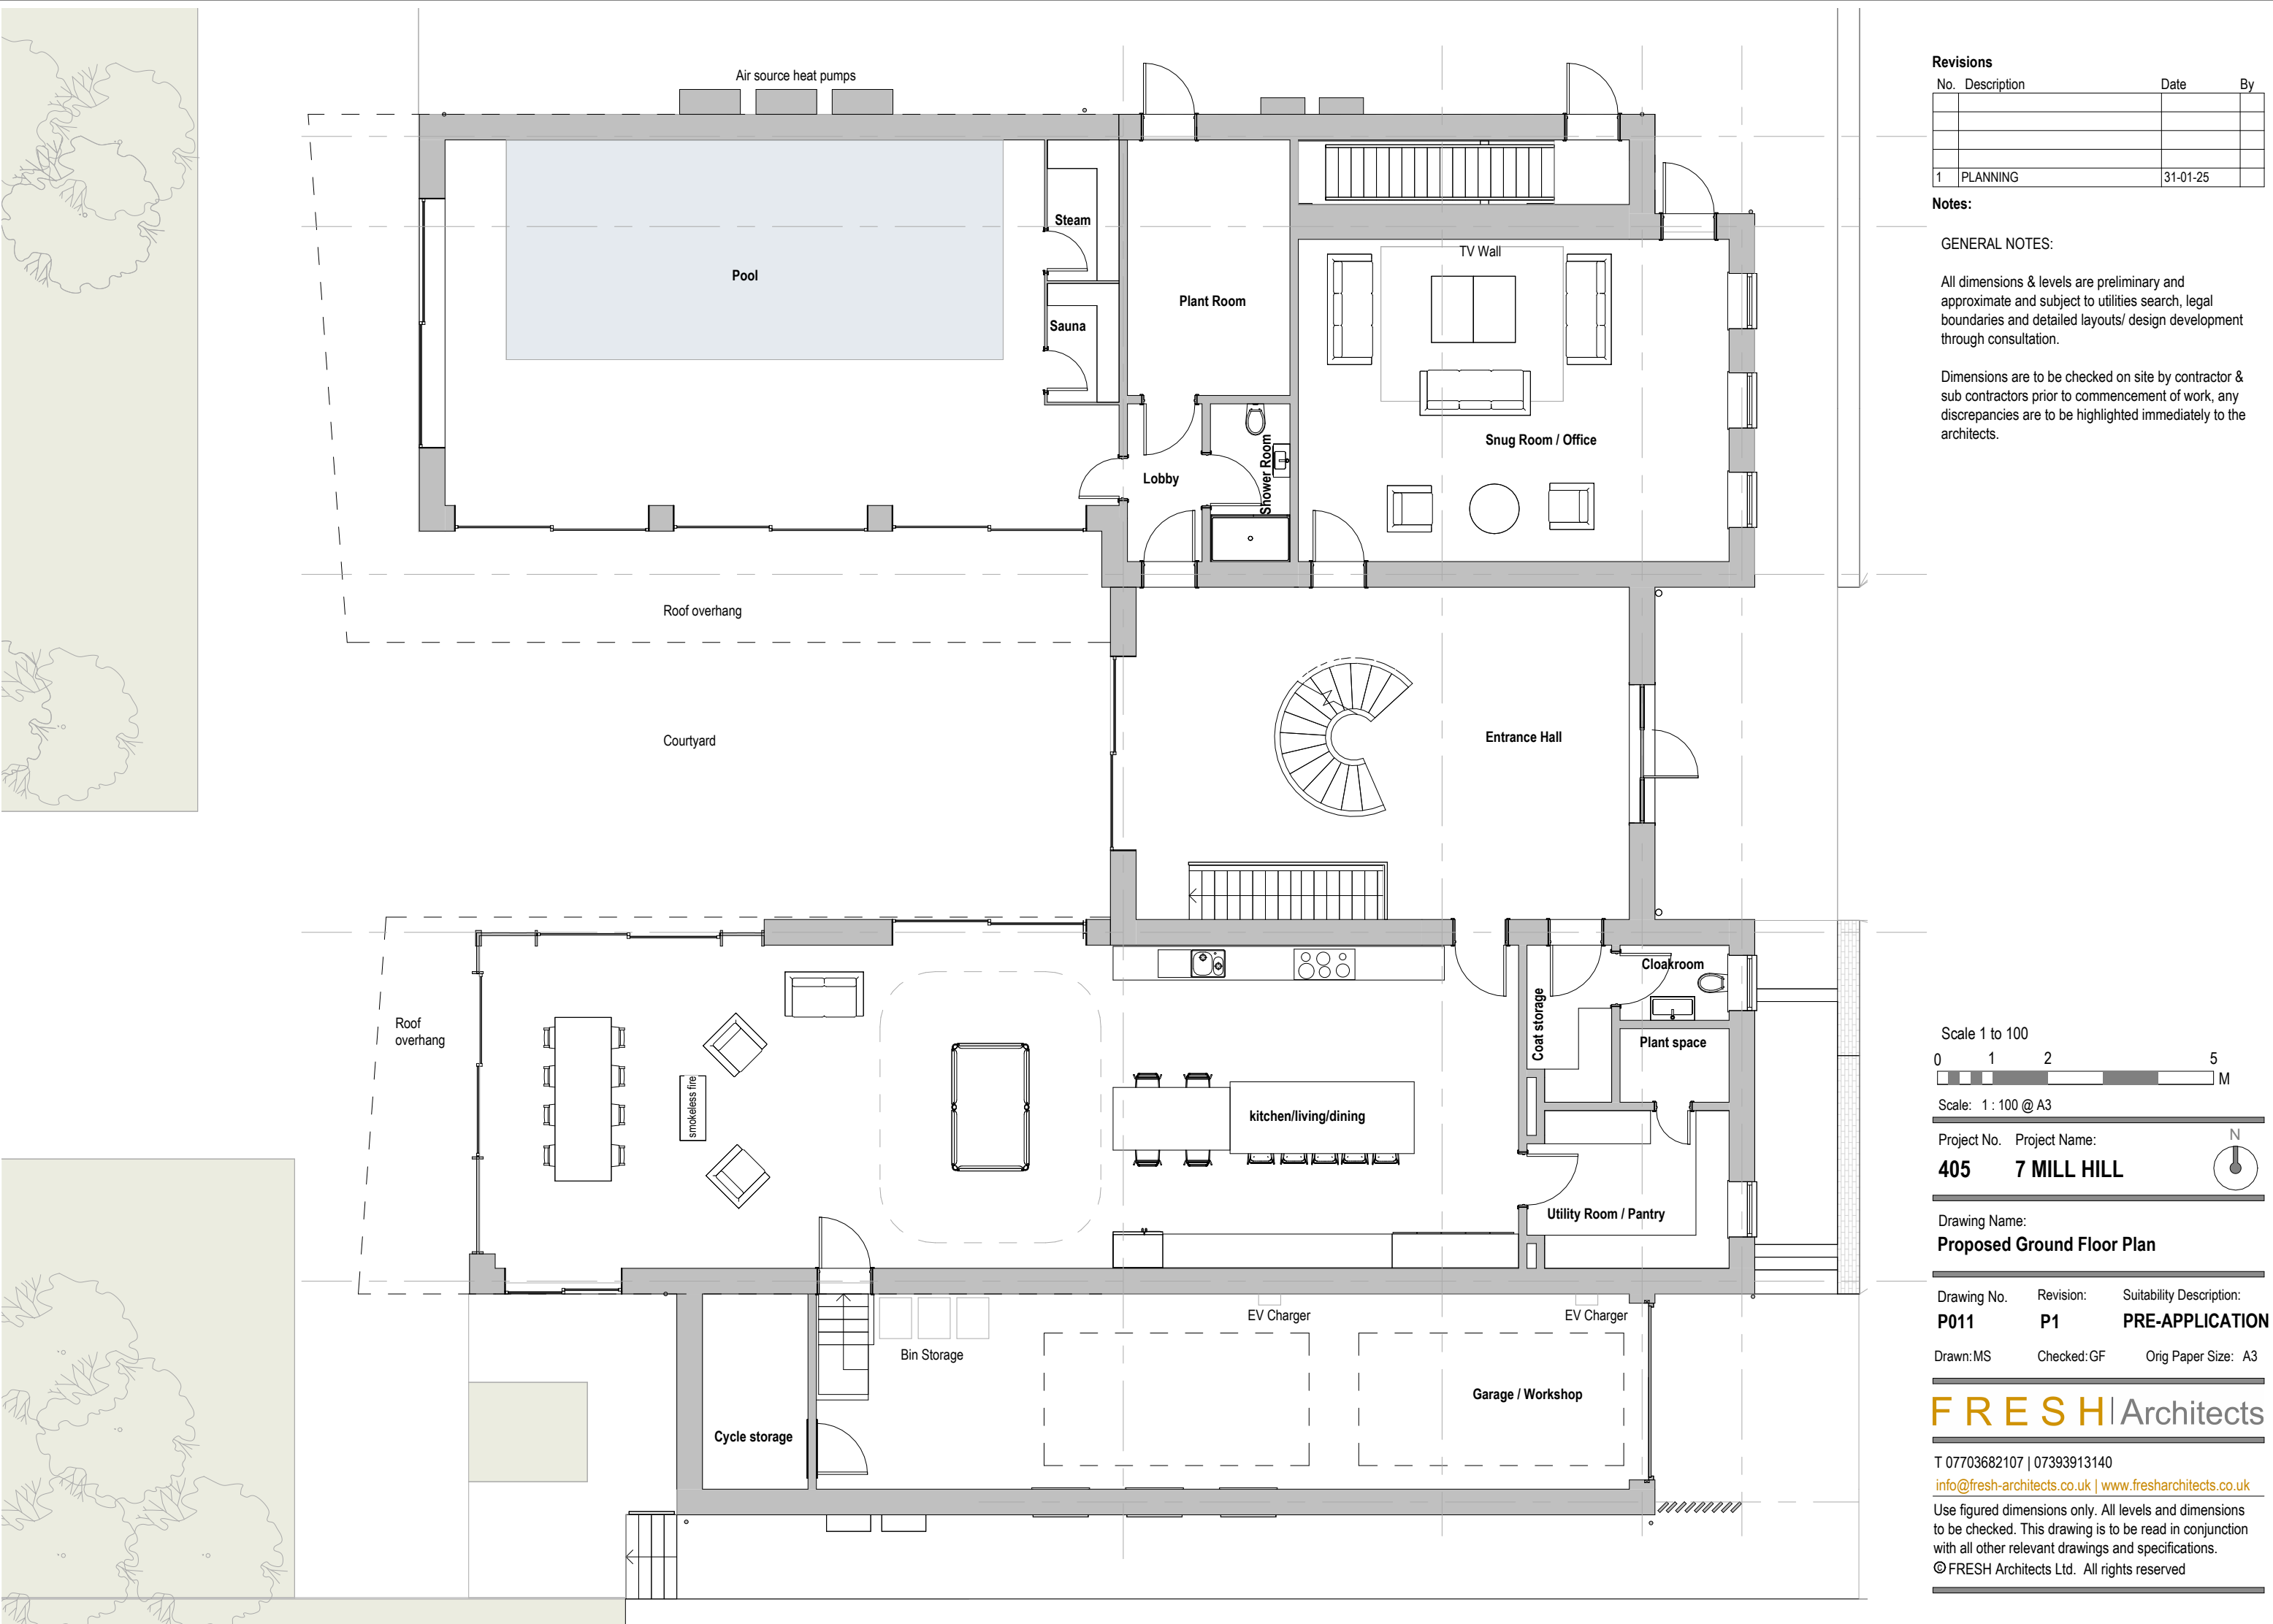 Air source heat pumps
Steam
Pool
Sauna
Plant Room
TV Wall
Snug Room / Office
Shower Room
Lobby
Roof overhang
Courtyard
Entrance Hall
Roof
overhang
smokeless fire
kitchen/living/dining
Coat storage
Cloakroom
Plant space
Utility Room / Pantry
EV Charger
EV Charger
Bin Storage
Garage / Workshop
Cycle storage
Revisions
No. Description Date By
1 PLANNING 31-01-25
Notes:
GENERAL NOTES:
All dimensions & levels are preliminary and
approximate and subject to utilities search, legal
boundaries and detailed layouts/ design development
through consultation.
Dimensions are to be checked on site by contractor &
sub contractors prior to commencement of work, any
discrepancies are to be highlighted immediately to the
architects.
Scale 1 to 100
0 1 2 5
M
Scale: 1 : 100 @ A3
Project No. Project Name:
N
405 7 MILL HILL
Drawing Name:
Proposed Ground Floor Plan
Drawing No. Revision: Suitability Description:
P011 P1 PRE-APPLICATION
Drawn: MS Checked: GF Orig Paper Size: A3
FRESH Architects
T 07703682107 | 07393913140
info@fresh-architects.co.uk | www.fresharchitects.co.uk
Use figured dimensions only. All levels and dimensions
to be checked. This drawing is to be read in conjunction
with all other relevant drawings and specifications.
© FRESH Architects Ltd. All rights reserved